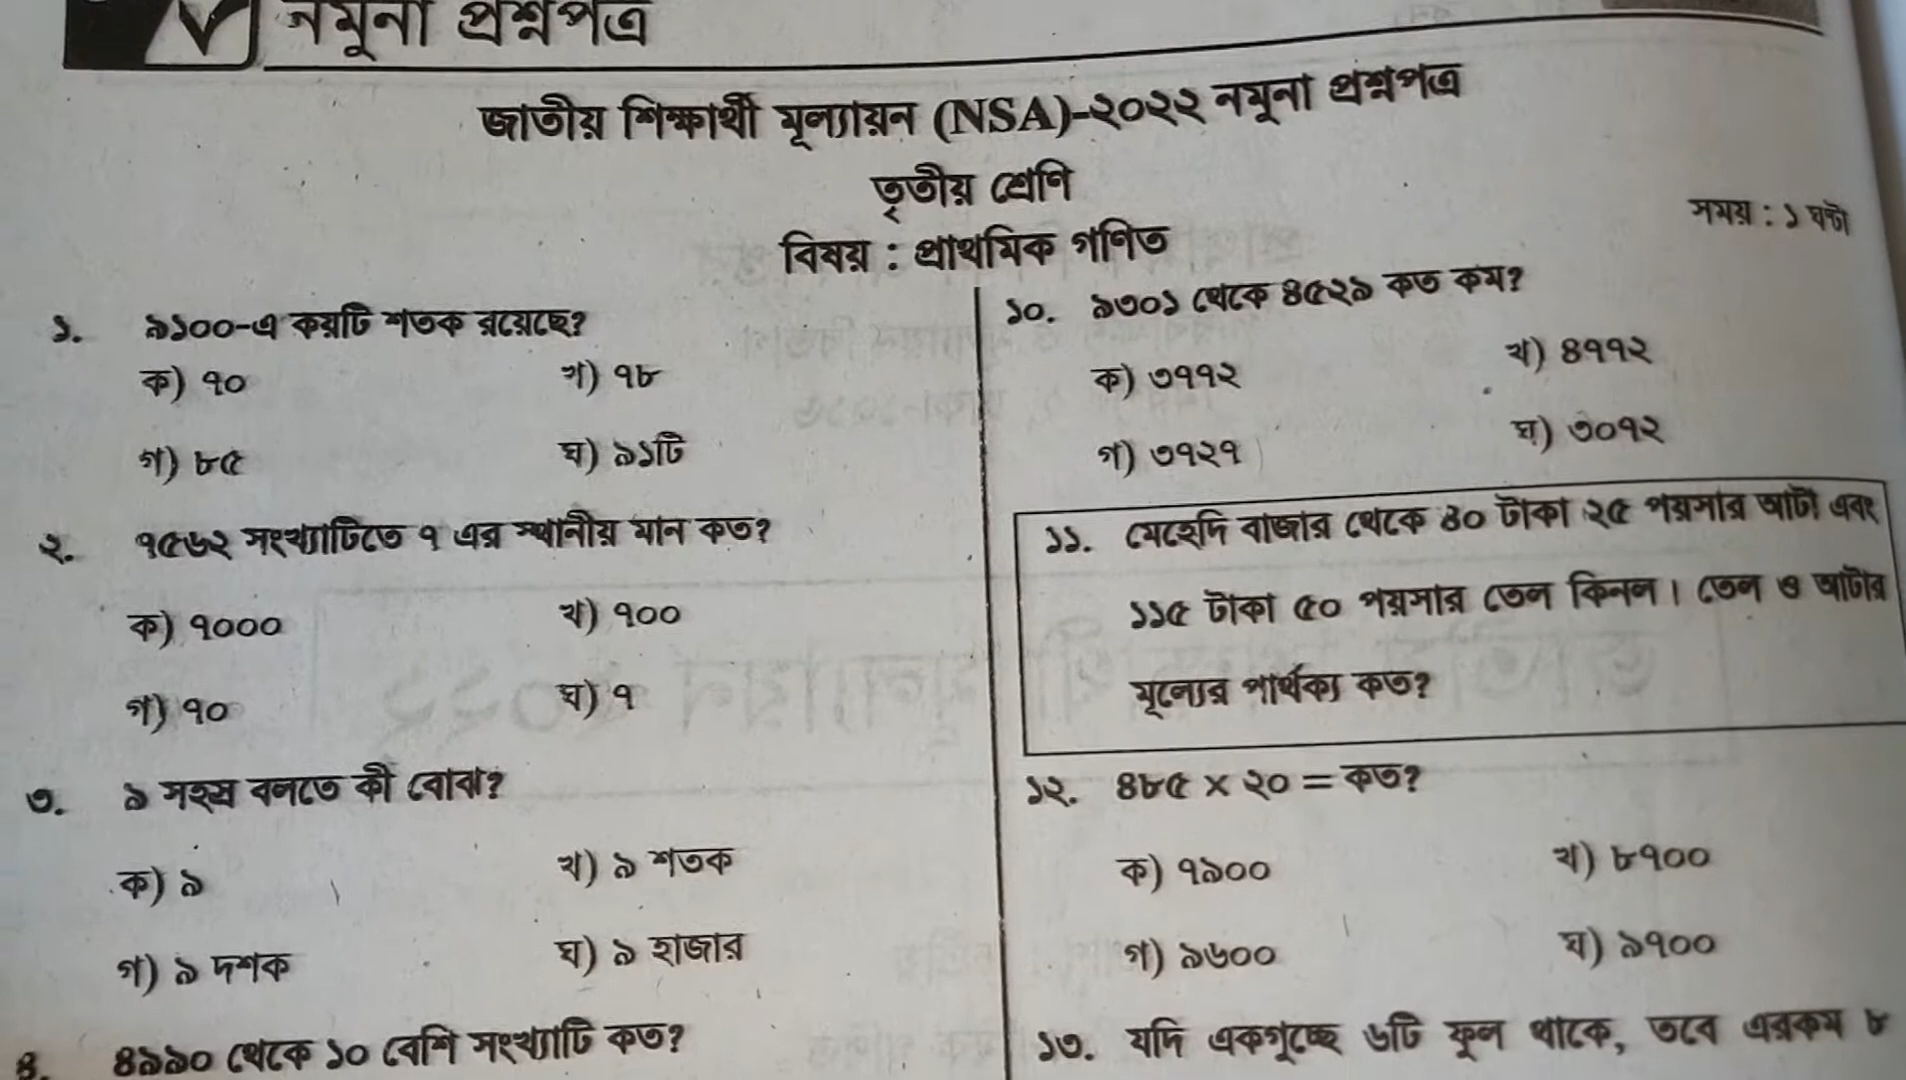 নমুনা প্রশ্নপত্র
জাতীয় শিক্ষার্থী মূল্যায়ন (NSA)-২০২২ নমুনা প্রশ্নপত্র
তৃতীয় শ্রেণি
বিষয় : প্রাথমিক গণিত
সময় : ১ ঘণ্টা
১. ৯১০০-এ কয়টি শতক রয়েছে?
ক) ৭০ গ) ৭৮
গ) ৮৫ ঘ) ৯১টি
২. ৭৫৬২ সংখ্যাটিতে ৭ এর স্থানীয় মান কত?
ক) ৭০০০ খ) ৭০০
গ) ৭০ ঘ) ৭
৩. ৯ সহস্র বলতে কী বোঝ?
ক) ৯ খ) ৯ শতক
গ) ৯ দশক ঘ) ৯ হাজার
৪. ৪৯৯০ থেকে ১০ বেশি সংখ্যাটি কত?
১০. ৯৩০১ থেকে ৪৫২৯ কত কম?
ক) ৩৭৭২ খ) ৪৭৭২
গ) ৩৭২৭ ঘ) ৩০৭২
১১. মেহেদি বাজার থেকে ৪০ টাকা ২৫ পয়সার আটা এবং
১১৫ টাকা ৫০ পয়সার তেল কিনল। তেল ও আটার
মূল্যের পার্থক্য কত?
১২. ৪৮৫ × ২০ = কত?
ক) ৭৯০০ খ) ৮৭০০
গ) ৯৬০০ ঘ) ৯৭০০
১৩. যদি একগুচ্ছে ৬টি ফুল থাকে, তবে এরকম ৮